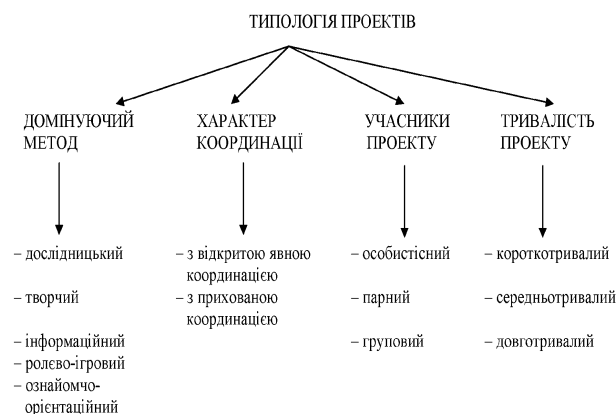 ТИПОЛОГІЯ ПРОЕКТІВ
ДОМІНУЮЧИЙ
МЕТОД
– дослідницький
– творчий
– інформаційний
– ролєво-ігровий
– ознайомчо-
орієнтаційний
ХАРАКТЕР
КООРДИНАЦІЇ
– з відкритою явною
координацією
– з прихованою
координацією
УЧАСНИКИ
ПРОЕКТУ
– особистісний
– парний
– груповий
ТРИВАЛІСТЬ
ПРОЕКТУ
– короткотривалий
– середньотривалий
– довготривалий